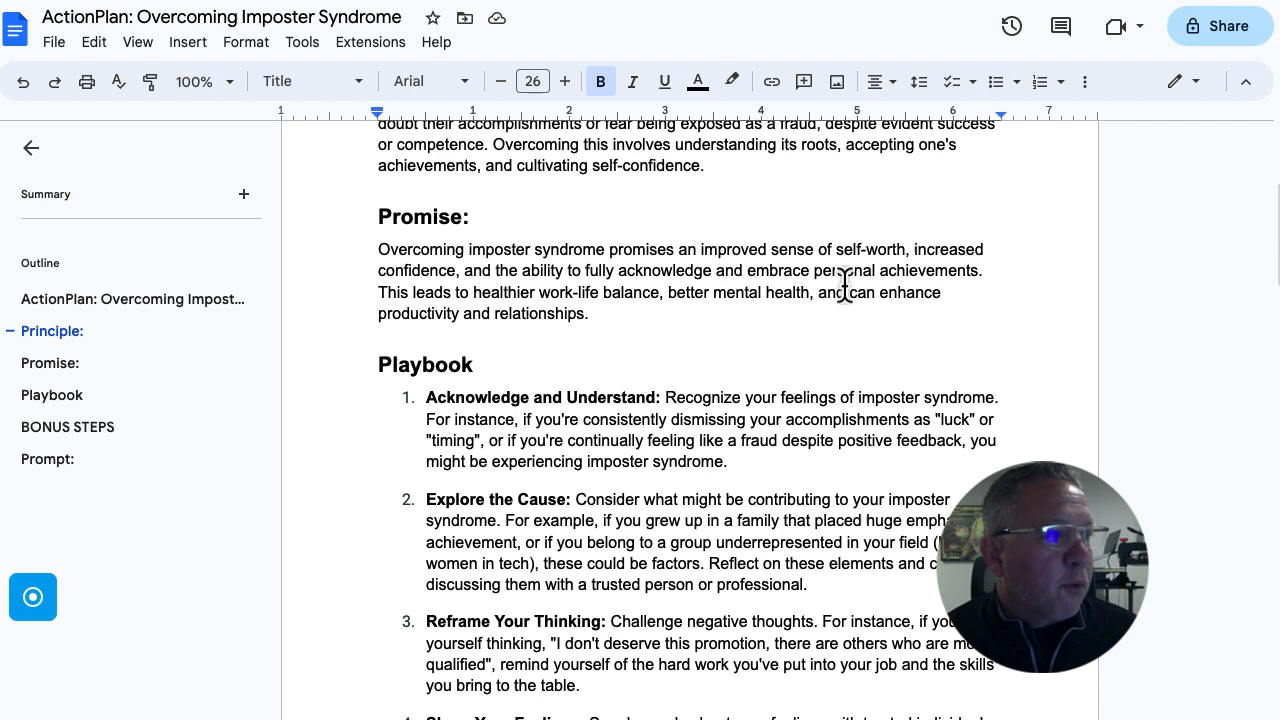 ActionPlan: Overcoming Imposter Syndrome
File Edit View Insert Format Tools Extensions Help
Share
100% Title Arial 26 B I U A
1 1 2 3 4 5 6 7
Summary
Outline
ActionPlan: Overcoming Impost...
Principle:
Promise:
Playbook
BONUS STEPS
Prompt:
doubt their accomplishments or fear being exposed as a fraud, despite evident success
or competence. Overcoming this involves understanding its roots, accepting one's
achievements, and cultivating self-confidence.
Promise:
Overcoming imposter syndrome promises an improved sense of self-worth, increased
confidence, and the ability to fully acknowledge and embrace personal achievements.
This leads to healthier work-life balance, better mental health, and can enhance
productivity and relationships.
Playbook
1. Acknowledge and Understand: Recognize your feelings of imposter syndrome.
For instance, if you're consistently dismissing your accomplishments as "luck" or
"timing", or if you're continually feeling like a fraud despite positive feedback, you
might be experiencing imposter syndrome.
2. Explore the Cause: Consider what might be contributing to your imposter
syndrome. For example, if you grew up in a family that placed huge
achievement, or if you belong to a group underrepresented in your field
women in tech), these could be factors. Reflect on these elements and
discussing them with a trusted person or professional.
3. Reframe Your Thinking: Challenge negative thoughts. For instance, if
yourself thinking, "I don't deserve this promotion, there are others who are
qualified", remind yourself of the hard work you've put into your job and the skills
you bring to the table.